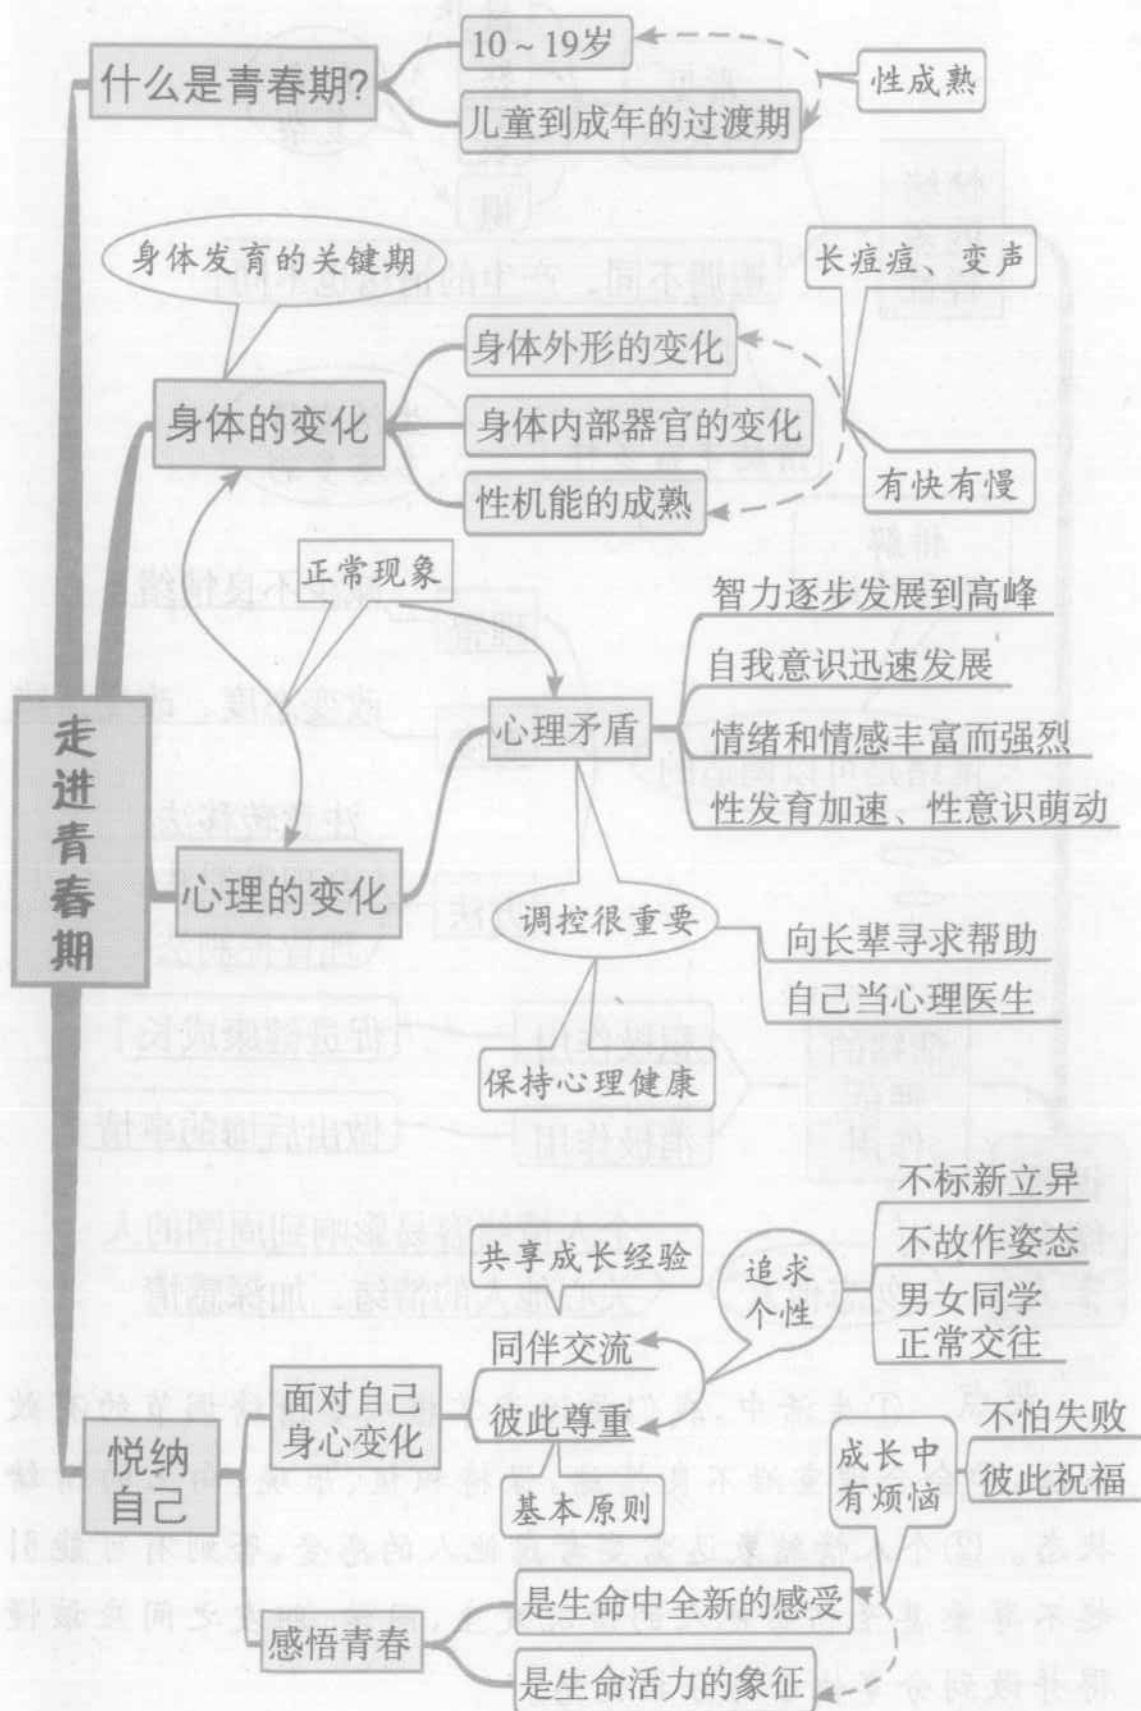 什么是青春期?
10～19岁
儿童到成年的过渡期
性成熟
身体发育的关键期
长痘痘、变声
身体的变化
身体外形的变化
身体内部器官的变化
性机能的成熟
有快有慢
正常现象
走进青春期
心理的变化
心理矛盾
智力逐步发展到高峰
自我意识迅速发展
情绪和情感丰富而强烈
性发育加速、性意识萌动
调控很重要
向长辈寻求帮助
自己当心理医生
保持心理健康
悦纳
自己
面对自己
身心变化
共享成长经验
同伴交流
彼此尊重
基本原则
追求
个性
不标新立异
不故作姿态
男女同学
正常交往
感悟青春
是生命中全新的感受
是生命活力的象征
成长中
有烦恼
不怕失败
彼此祝福